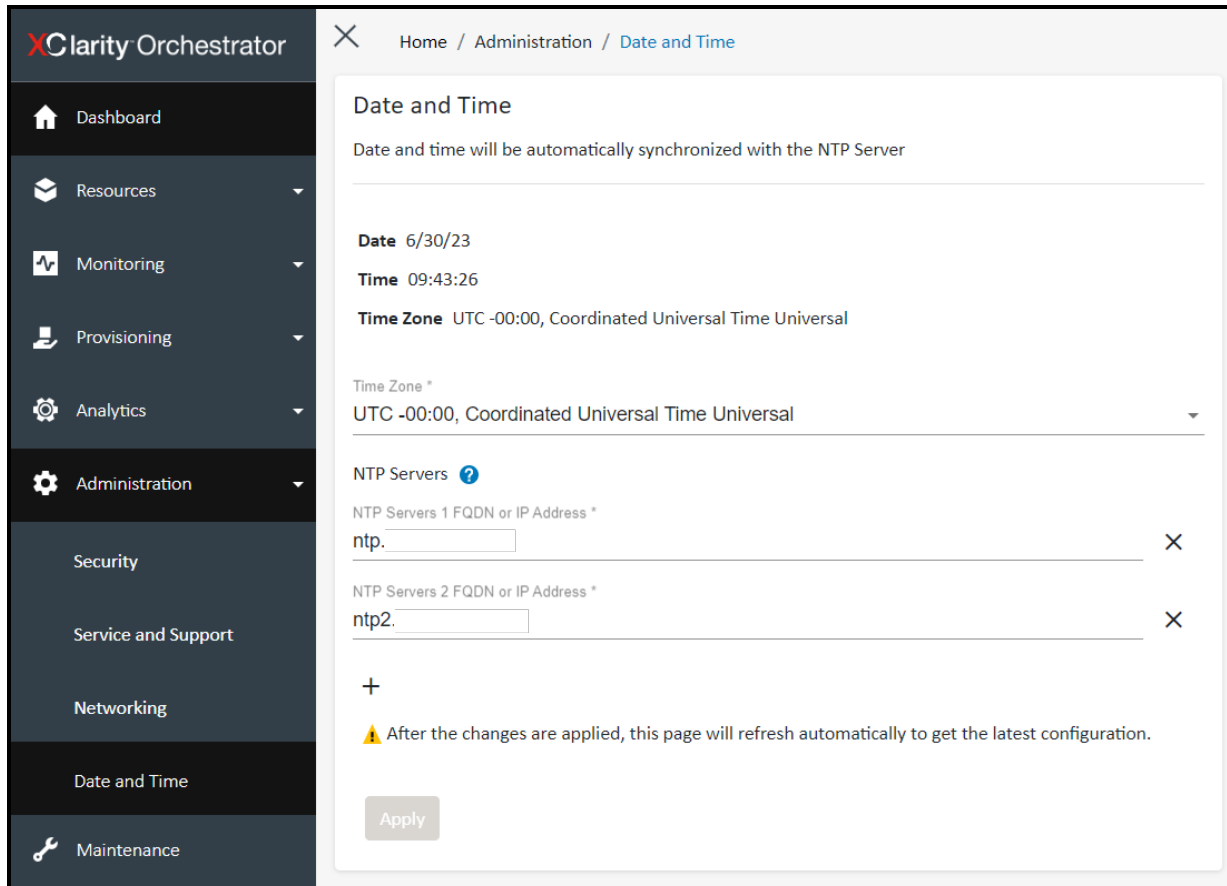 XClarity Orchestrator
Home / Administration / Date and Time
Dashboard
Resources
Monitoring
Provisioning
Analytics
Administration
Security
Service and Support
Networking
Date and Time
Maintenance
Date and Time
Date and time will be automatically synchronized with the NTP Server
Date 6/30/23
Time 09:43:26
Time Zone UTC -00:00, Coordinated Universal Time Universal
Time Zone *
UTC -00:00, Coordinated Universal Time Universal
NTP Servers ?
NTP Servers 1 FQDN or IP Address *
ntp.
NTP Servers 2 FQDN or IP Address *
ntp2.
After the changes are applied, this page will refresh automatically to get the latest configuration.
Apply